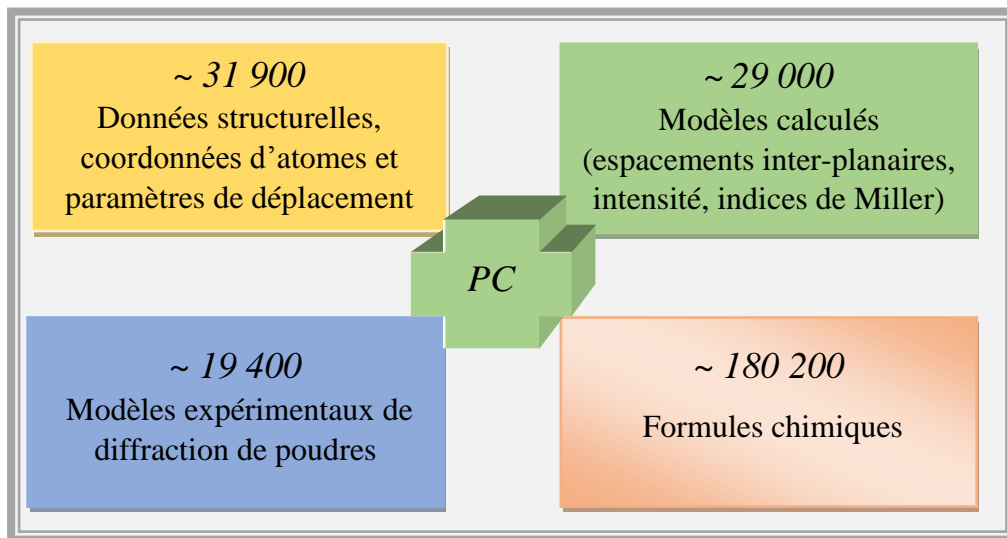 ~ 31 900
Données structurelles,
coordonnées d’atomes et
paramètres de déplacement
~ 29 000
Modèles calculés
(espacements inter-planaires,
intensité, indices de Miller)
PC
~ 19 400
Modèles expérimentaux de
diffraction de poudres
~ 180 200
Formules chimiques